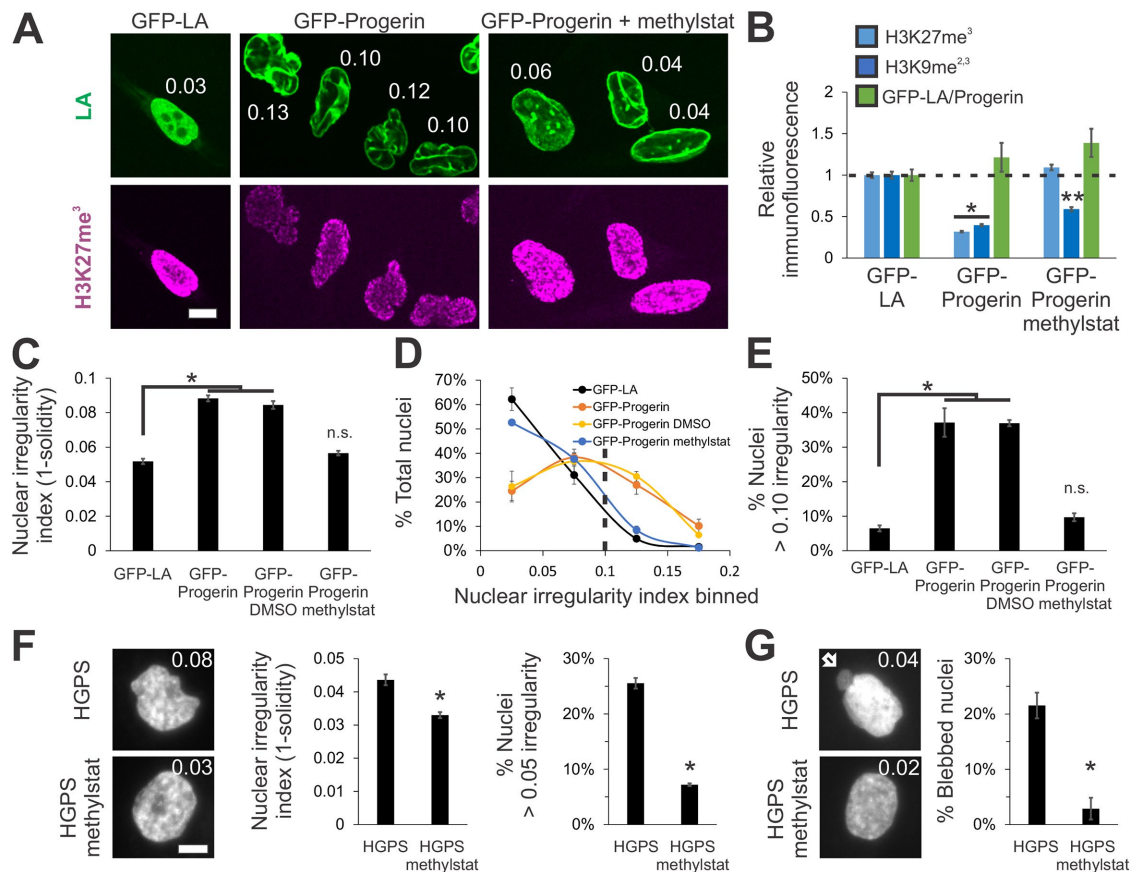 A
GFP-LA
GFP-Progerin
GFP-Progerin + methylstat
LA
0.03
0.13
0.10
0.12
0.10
0.06
0.04
0.04
H3K27me³
B
H3K27me³
H3K9me²,³
GFP-LA/Progerin
Relative
immunofluorescence
2
1.5
1
0.5
0
*
**
GFP-
LA
GFP-
Progerin
GFP-
Progerin
methylstat
C
Nuclear irregularity
index (1-solidity)
0.1
0.08
0.06
0.04
0.02
0
*
n.s.
GFP-LA
GFP-
Progerin
GFP-
Progerin
DMSO
GFP-
Progerin
methylstat
D
% Total nuclei
70%
60%
50%
40%
30%
20%
10%
0%
GFP-LA
GFP-Progerin
GFP-Progerin DMSO
GFP-Progerin methylstat
0
0.05
0.1
0.15
0.2
Nuclear irregularity index binned
E
% Nuclei
> 0.10 irregularity
50%
40%
30%
20%
10%
0%
*
n.s.
GFP-LA
GFP-
Progerin
GFP-
Progerin
DMSO
GFP-
Progerin
methylstat
F
HGPS
0.08
HGPS
methylstat
0.03
Nuclear irregularity
index (1-solidity)
0.05
0.04
0.03
0.02
0.01
0
*
HGPS
HGPS
methylstat
% Nuclei
> 0.05 irregularity
30%
20%
10%
0%
*
HGPS
HGPS
methylstat
G
HGPS
0.04
HGPS
methylstat
0.02
% Blebbed nuclei
30%
20%
10%
0%
*
HGPS
HGPS
methylstat